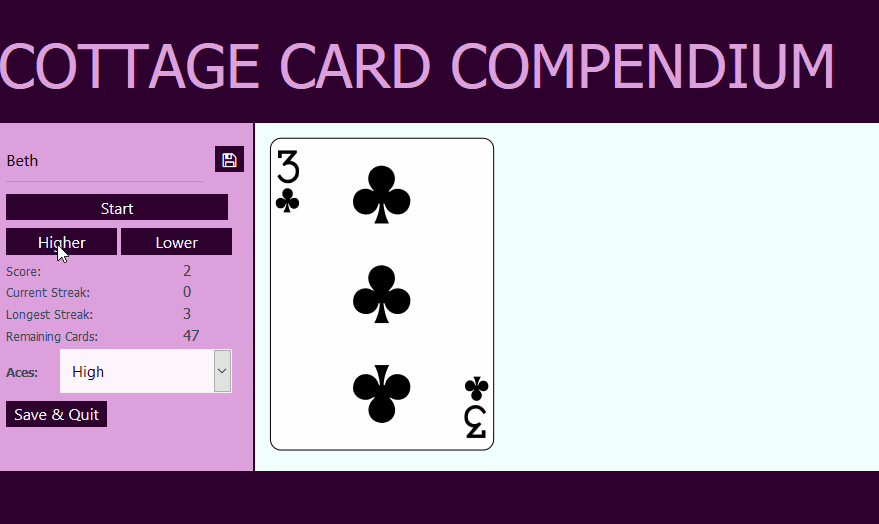 COTTAGE CARD COMPENDIUM
Beth
Start
Higher Lower
Score: 2
Current Streak: 0
Longest Streak: 3
Remaining Cards: 47
Aces: High
Save & Quit
3
3